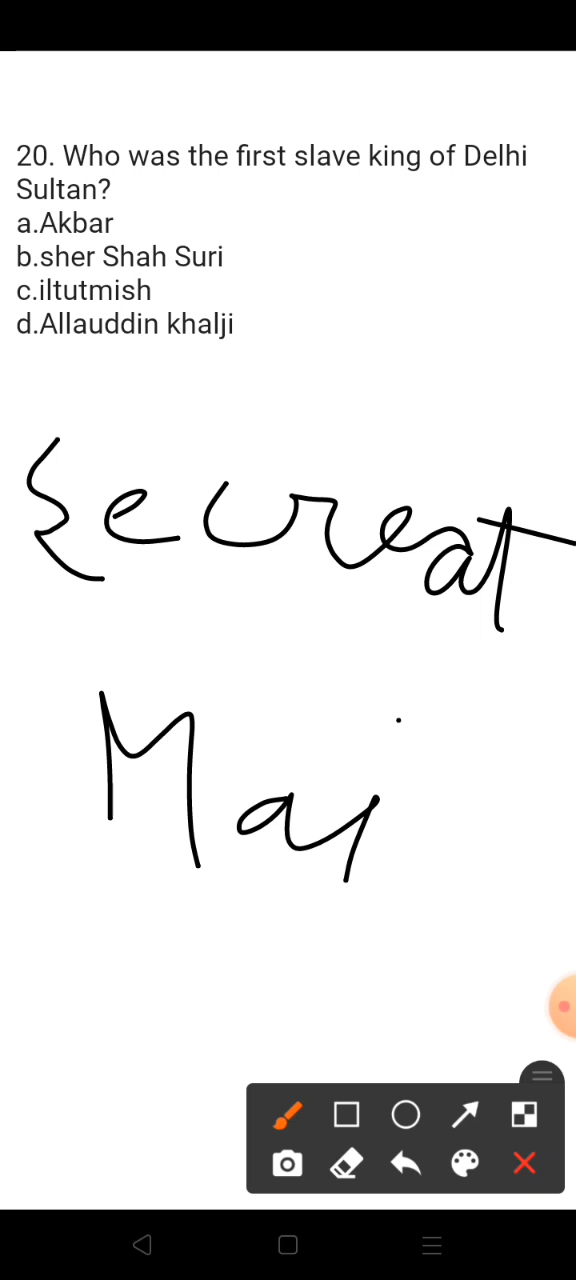 20. Who was the first slave king of Delhi
Sultan?
a.Akbar
b.sher Shah Suri
c.iltutmish
d.Allauddin khalji
Secreat
Mai